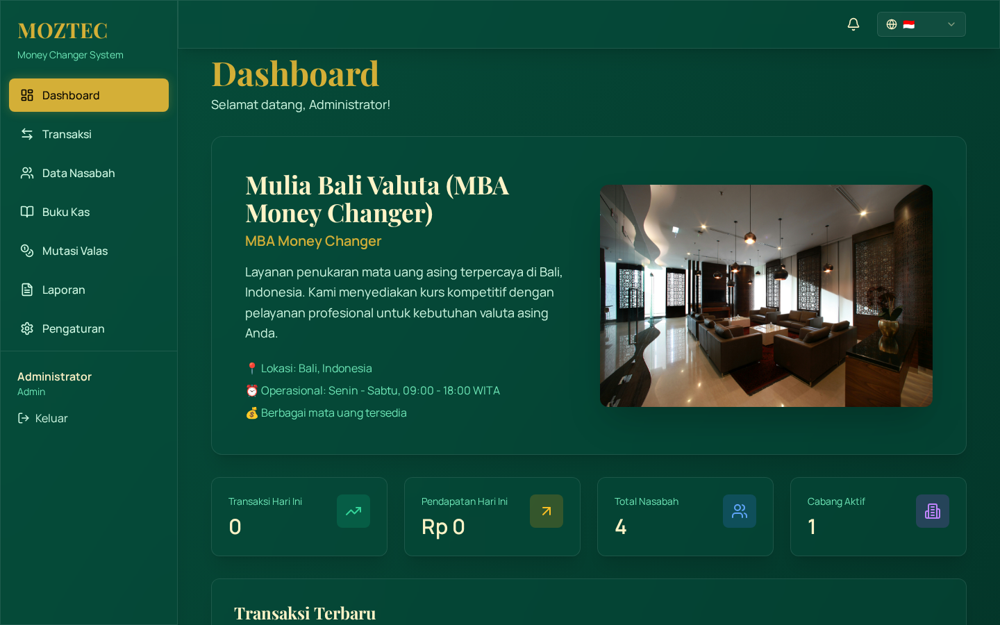 MOZTEC
Money Changer System
Dashboard
Transaksi
Data Nasabah
Buku Kas
Mutasi Valas
Laporan
Pengaturan
Administrator
Admin
Keluar
Dashboard
Selamat datang, Administrator!
Mulia Bali Valuta (MBA
Money Changer)
MBA Money Changer
Layanan penukaran mata uang asing terpercaya di Bali,
Indonesia. Kami menyediakan kurs kompetitif dengan
pelayanan profesional untuk kebutuhan valuta asing
Anda.
📍 Lokasi: Bali, Indonesia
⏰ Operasional: Senin - Sabtu, 09:00 - 18:00 WITA
💰 Berbagai mata uang tersedia
Transaksi Hari Ini
0
Pendapatan Hari Ini
Rp 0
Total Nasabah
4
Cabang Aktif
1
Transaksi Terbaru